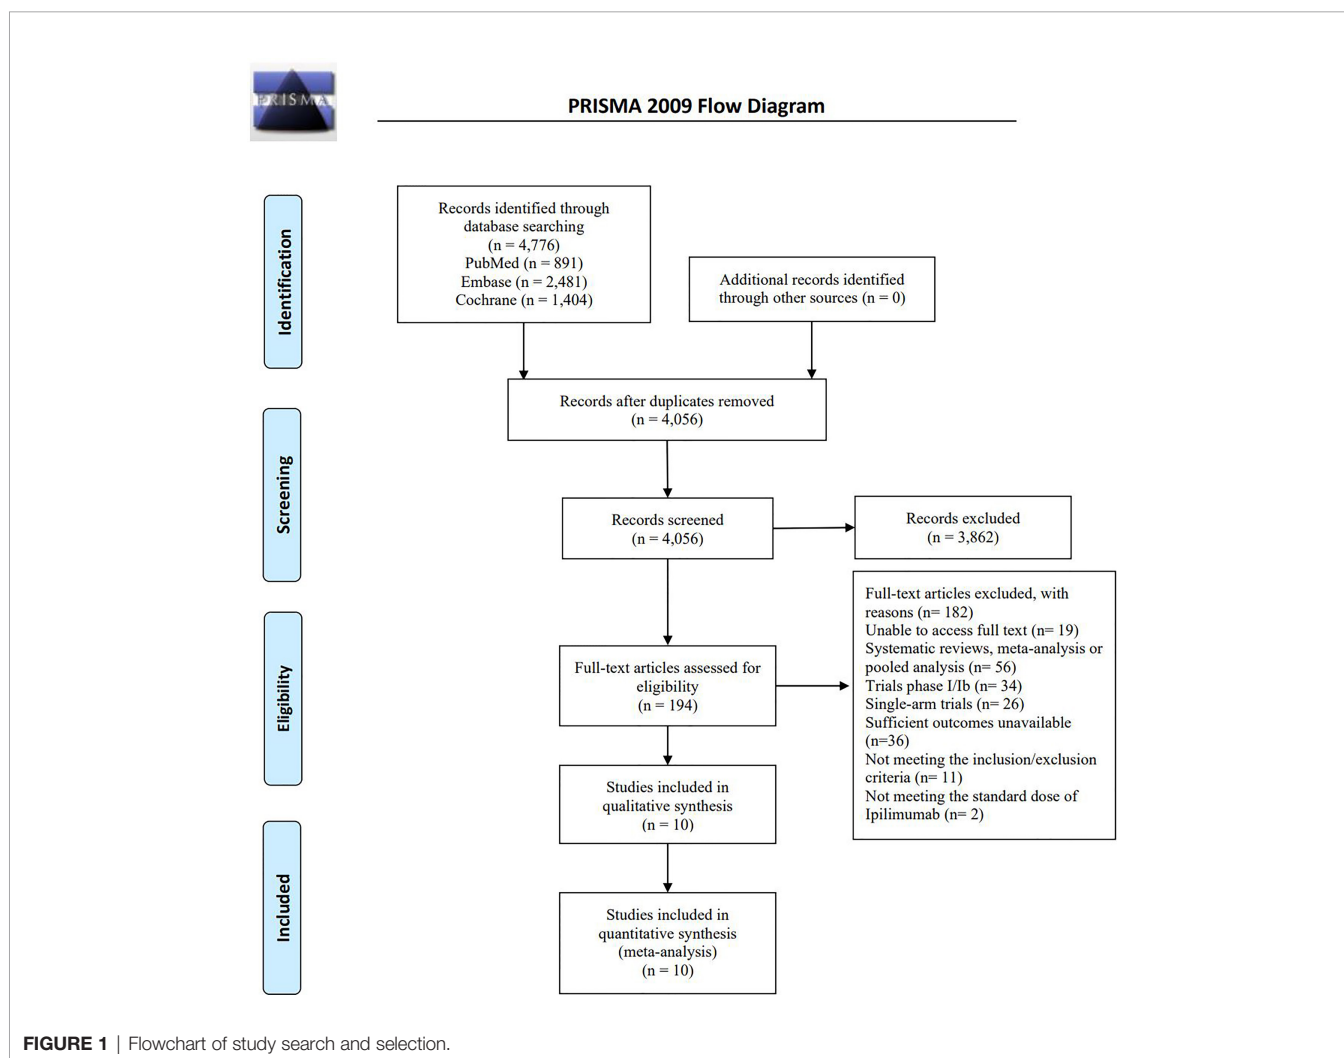 PRISMA
PRISMA 2009 Flow Diagram
Identification
Records identified through
database searching
(n = 4,776)
PubMed (n = 891)
Embase (n = 2,481)
Cochrane (n = 1,404)
Additional records identified
through other sources (n = 0)
Records after duplicates removed
(n = 4,056)
Screening
Records screened
(n = 4,056)
Records excluded
(n = 3,862)
Eligibility
Full-text articles assessed for
eligibility
(n = 194)
Full-text articles excluded, with
reasons (n= 182)
Unable to access full text (n= 19)
Systematic reviews, meta-analysis or
pooled analysis (n= 56)
Trials phase I/Ib (n= 34)
Single-arm trials (n= 26)
Sufficient outcomes unavailable
(n=36)
Not meeting the inclusion/exclusion
criteria (n= 11)
Not meeting the standard dose of
Ipilimumab (n= 2)
Studies included in
qualitative synthesis
(n = 10)
Included
Studies included in
quantitative synthesis
(meta-analysis)
(n = 10)
FIGURE 1 | Flowchart of study search and selection.